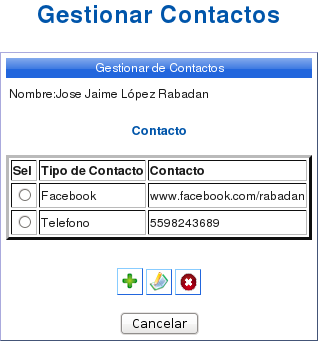 Gestionar Contactos
Gestionar de Contactos
Nombre:Jose Jaime López Rabadan
Contacto
Sel Tipo de Contacto Contacto
Facebook www.facebook.com/rabadan
Telefono 5598243689
Cancelar